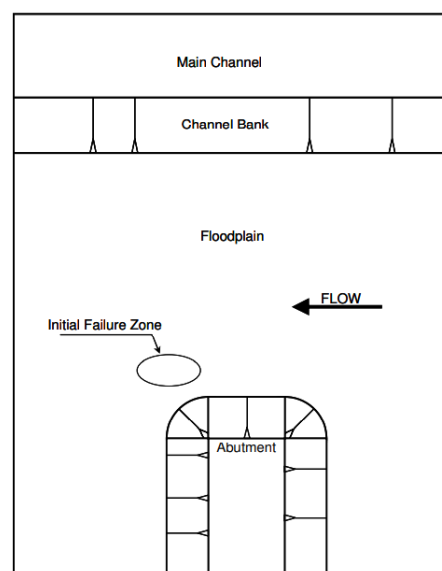 Main Channel
Channel Bank
Floodplain
FLOW
Initial Failure Zone
Abutment